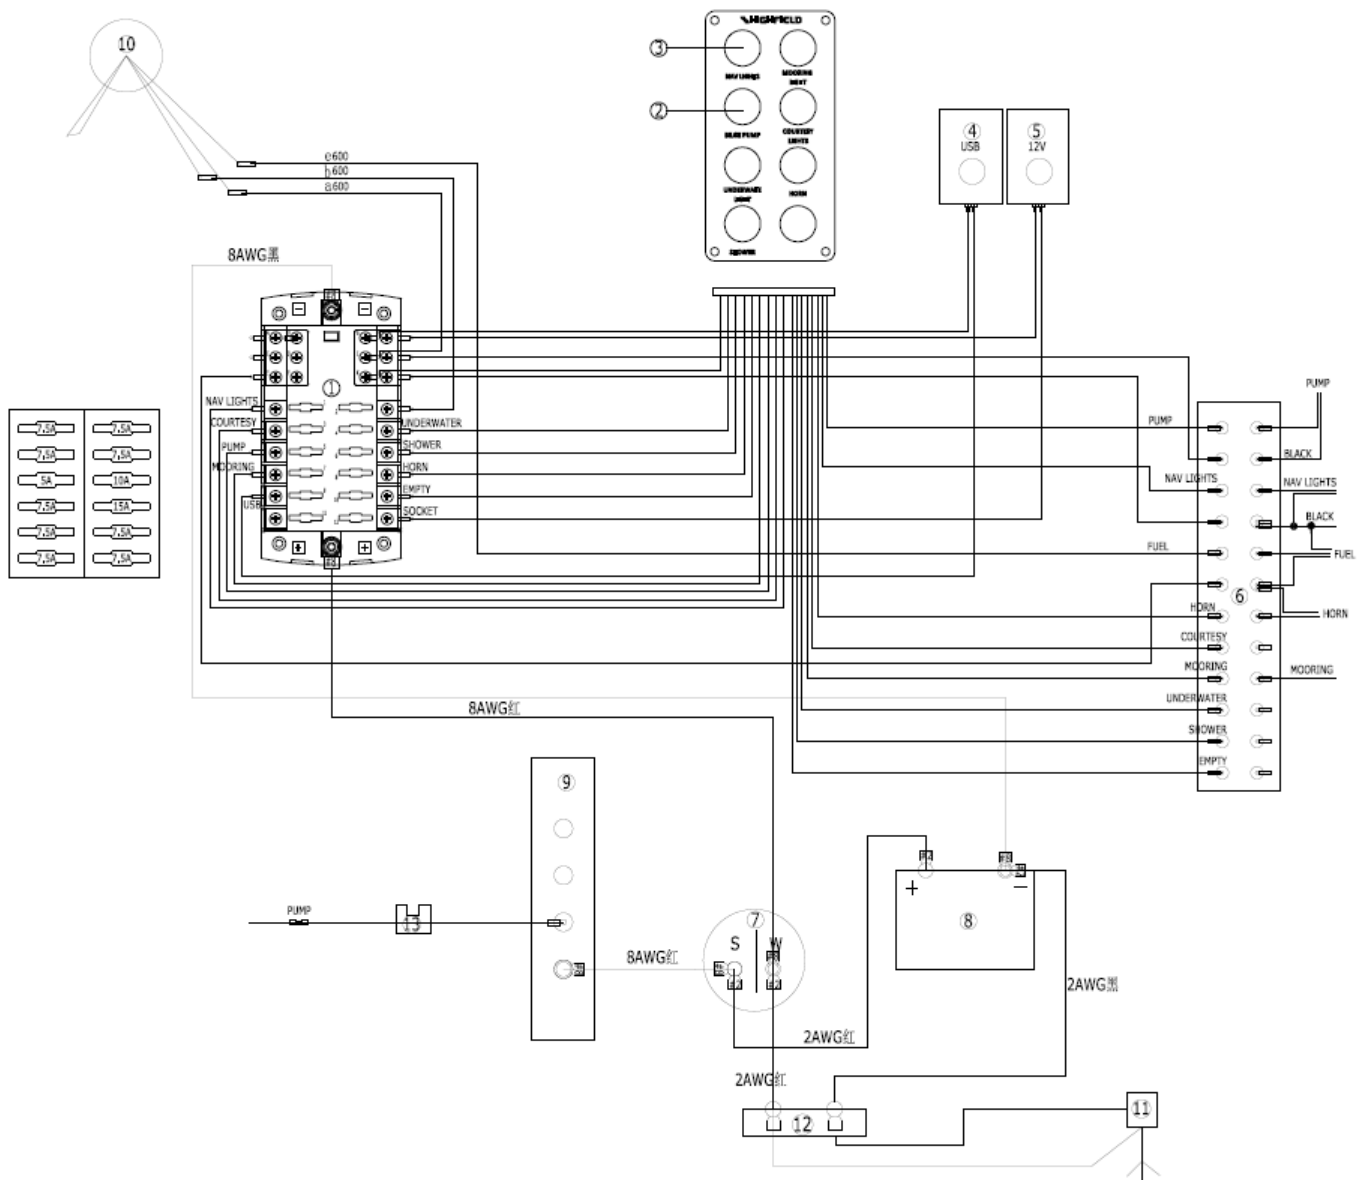 10
HIGHFIELD
3
NAV LIGHTS
MOORING
LIGHT
2
BILGE PUMP
COURTESY
LIGHTS
UNDERWATE
LIGHT
HORN
SHOWER
4
USB
5
12V
e600
b600
a600
8AWG黑
1
NAV LIGHTS
COURTESY
PUMP
MOORING
USB
UNDERWATER
SHOWER
HORN
EMPTY
SOCKET
7.5A 7.5A
7.5A 7.5A
5A 10A
7.5A 15A
7.5A 7.5A
7.5A 7.5A
PUMP
PUMP
BLACK
NAV LIGHTS
NAV LIGHTS
BLACK
FUEL
FUEL
6
HORN
HORN
COURTESY
MOORING
MOORING
UNDERWATER
SHOWER
EMPTY
8AWG红
9
PUMP
13
8AWG红
7
S
W
#2
#2
#2
+
−
8
2AWG黑
2AWG红
2AWG红
12
11